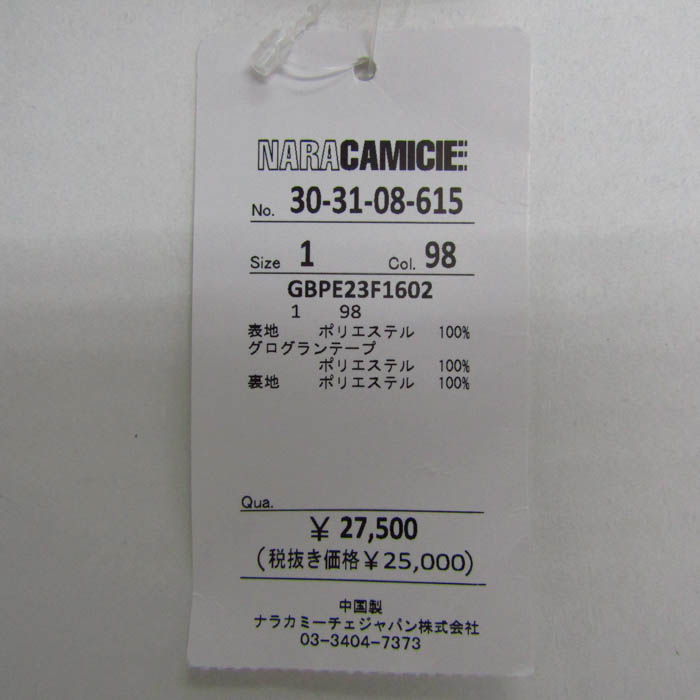 NARACAMICIE
No. 30-31-08-615
Size 1 Col. 98
GBPE23F1602
1 98
表地 ポリエステル 100%
グログランテープ
ポリエステル 100%
裏地 ポリエステル 100%
Qua.
¥ 27,500
(税抜き価格¥25,000)
中国製
ナラカミーチェジャパン株式会社
03-3404-7373